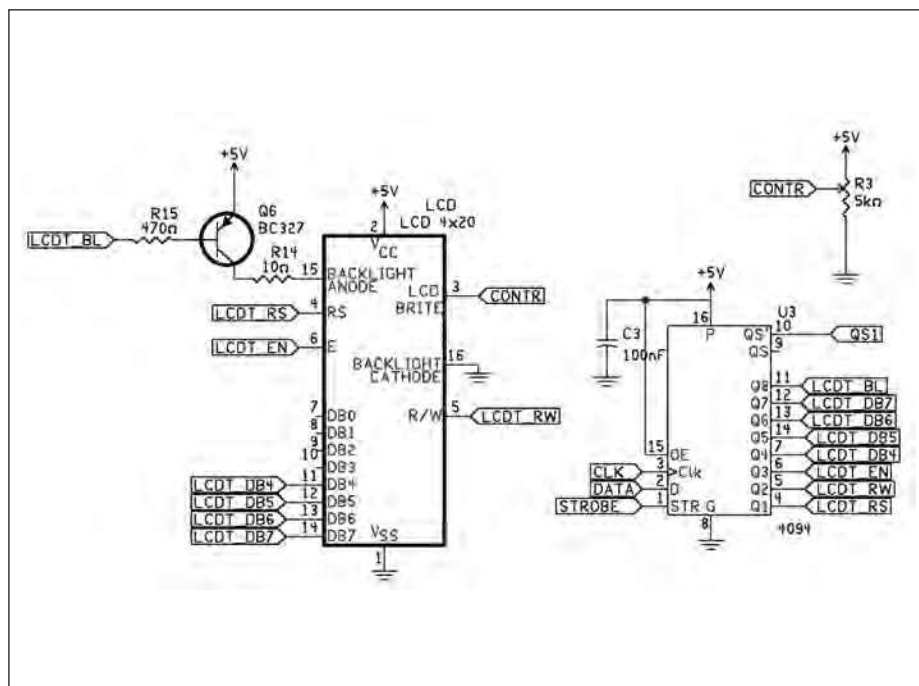 +5V
R15
470Ω
Q6
BC327
LCDT_BL
R14
10Ω
+5V
LCD
LCD 4x20
2
VCC
15
BACKLIGHT
ANODE
LCDT_RS
4
RS
LCDT_EN
6
E
LCD
BRITE
3
CONTR
BACKLIGHT
CATHODE
16
R/W
5
LCDT_RW
7
DB0
8
DB1
9
DB2
10
DB3
LCDT_DB4
11
DB4
LCDT_DB5
12
DB5
LCDT_DB6
13
DB6
LCDT_DB7
14
DB7
VSS
1
+5V
CONTR
R3
5kΩ
+5V
16
P
U3
C3
100nF
QS'
10
QS1
QS
9
Q8
11
LCDT_BL
Q7
12
LCDT_DB7
Q6
13
LCDT_DB6
Q5
14
LCDT_DB5
Q4
7
LCDT_DB4
Q3
6
LCDT_EN
Q2
5
LCDT_RW
Q1
4
LCDT_RS
15
OE
CLK
3
Clk
DATA
2
D
STROBE
1
STR G
8
4094